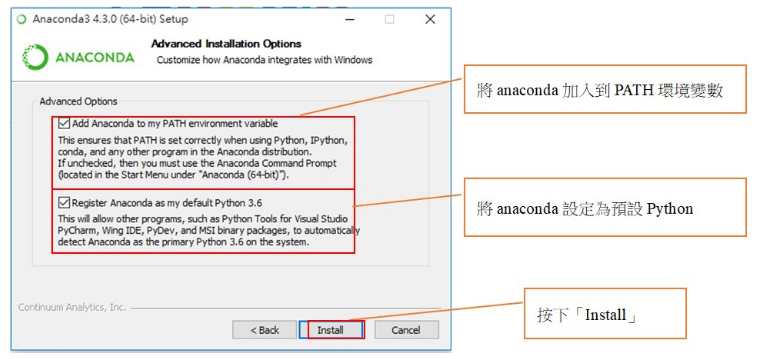 Anaconda3 4.3.0 (64-bit) Setup
Advanced Installation Options
Customize how Anaconda integrates with Windows
ANACONDA
將 anaconda 加入到 PATH 環境變數
Advanced Options
Add Anaconda to my PATH environment variable
This ensures that PATH is set correctly when using Python, IPython,
conda, and any other program in the Anaconda distribution.
If unchecked, then you must use the Anaconda Command Prompt
(located in the Start Menu under "Anaconda (64-bit)").
Register Anaconda as my default Python 3.6
This will allow other programs, such as Python Tools for Visual Studio
PyCharm, Wing IDE, PyDev, and MSI binary packages, to automatically
detect Anaconda as the primary Python 3.6 on the system.
將 anaconda 設定為預設 Python
Continuum Analytics, Inc.
< Back
Install
Cancel
按下「Install」